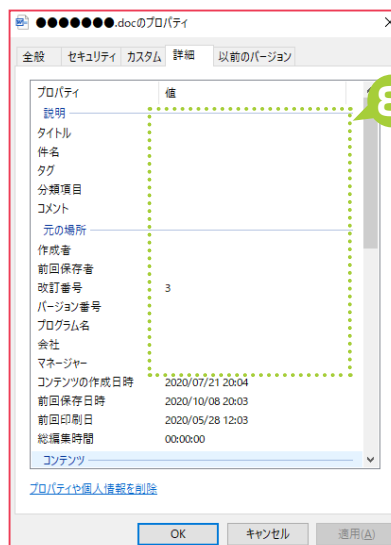 ●●●●●●●.docのプロパティ
全般 セキュリティ カスタム 詳細 以前のバージョン
プロパティ 値
8
説明
タイトル
件名
タグ
分類項目
コメント
元の場所
作成者
前回保存者
改訂番号 3
バージョン番号
プログラム名
会社
マネージャー
コンテンツの作成日時 2020/07/21 20:04
前回保存日時 2020/10/08 20:03
前回印刷日 2020/05/28 12:03
総編集時間 00:00:00
コンテンツ
プロパティや個人情報を削除
OK キャンセル 適用(A)